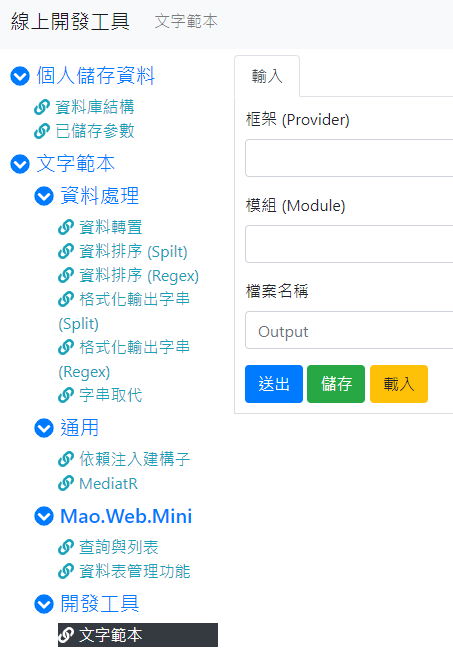 線上開發工具 文字範本
個人儲存資料
資料庫結構
已儲存參數
文字範本
資料處理
資料轉置
資料排序 (Spilt)
資料排序 (Regex)
格式化輸出字串
(Split)
格式化輸出字串
(Regex)
字串取代
通用
依賴注入建構子
MediatR
Mao.Web.Mini
查詢與列表
資料表管理功能
開發工具
文字範本
輸入
框架 (Provider)
模組 (Module)
檔案名稱
Output
送出 儲存 載入